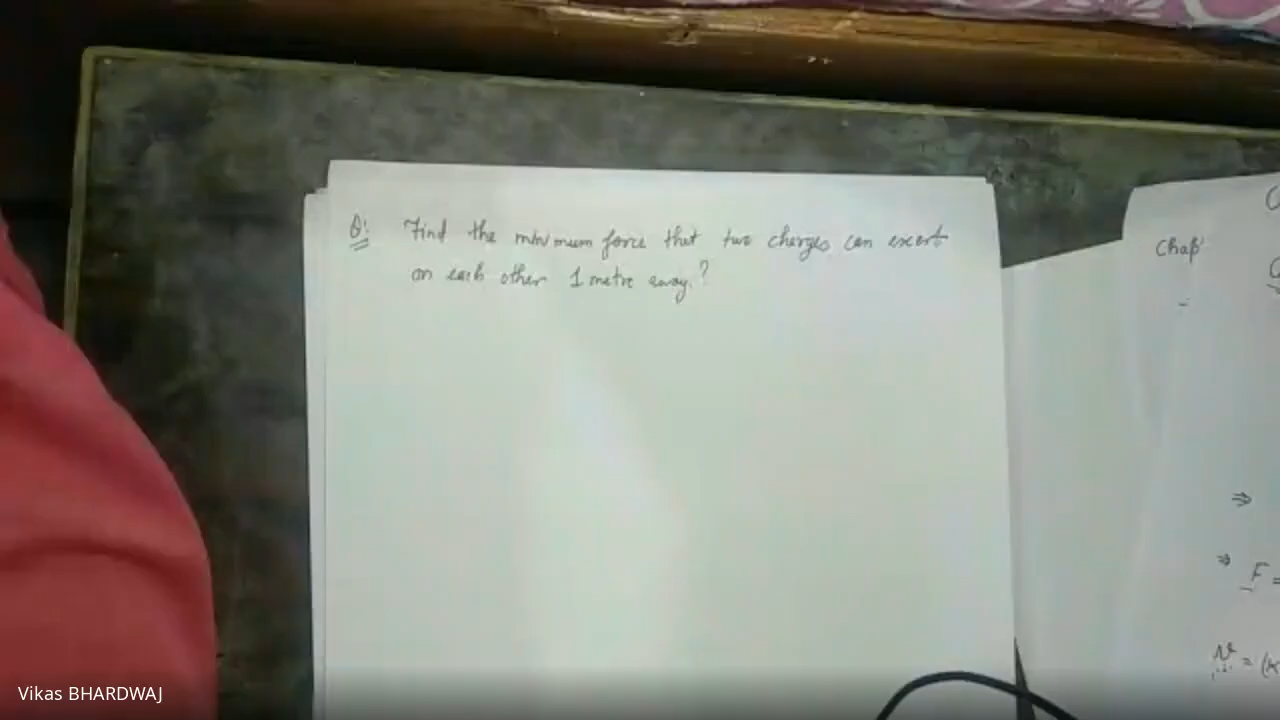 Q: Find the minimum force that two charges can exert
on each other 1 metre away.?
Chap
⇒
⇒ F =
Vikas BHARDWAJ